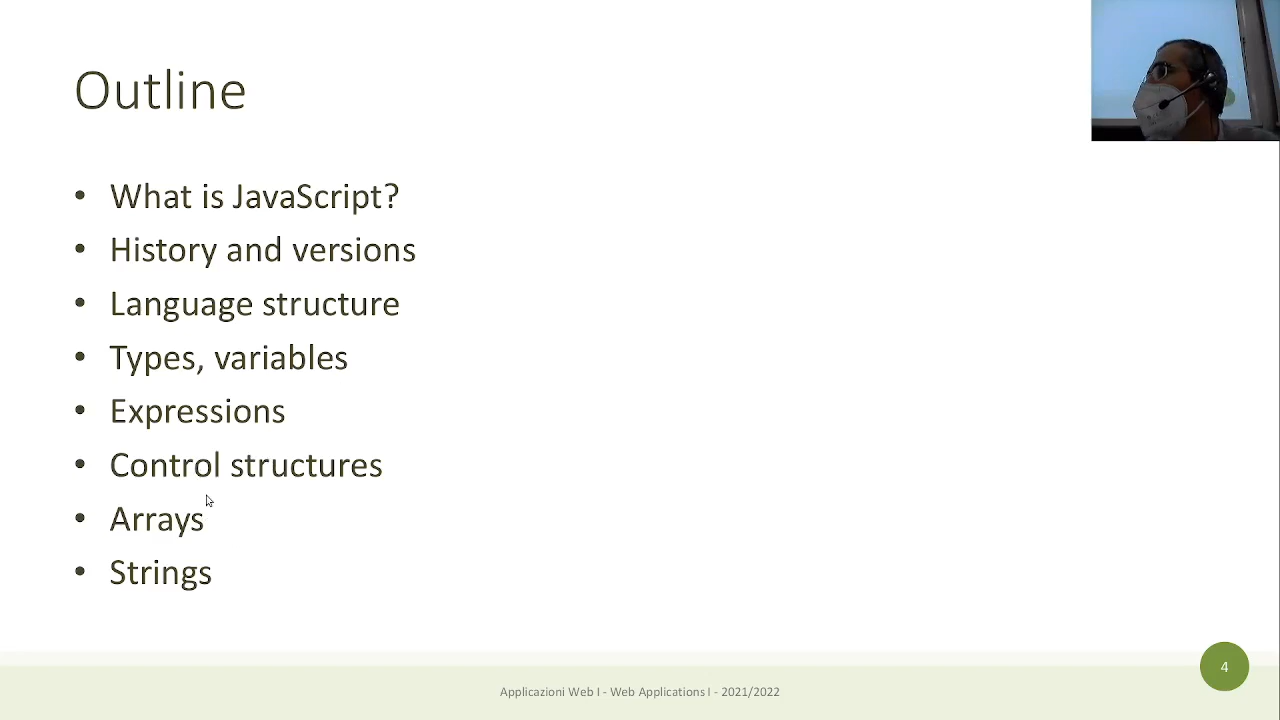 Outline
• What is JavaScript?
• History and versions
• Language structure
• Types, variables
• Expressions
• Control structures
• Arrays
• Strings
4
Applicazioni Web I - Web Applications I - 2021/2022